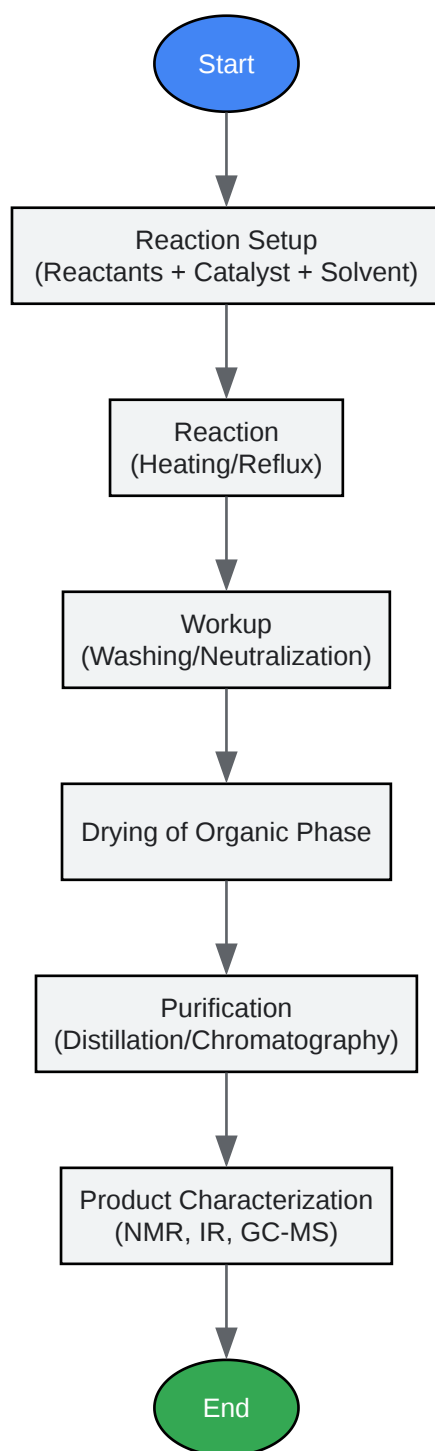 Start
Reaction Setup
(Reactants + Catalyst + Solvent)
Reaction
(Heating/Reflux)
Workup
(Washing/Neutralization)
Drying of Organic Phase
Purification
(Distillation/Chromatography)
Product Characterization
(NMR, IR, GC-MS)
End